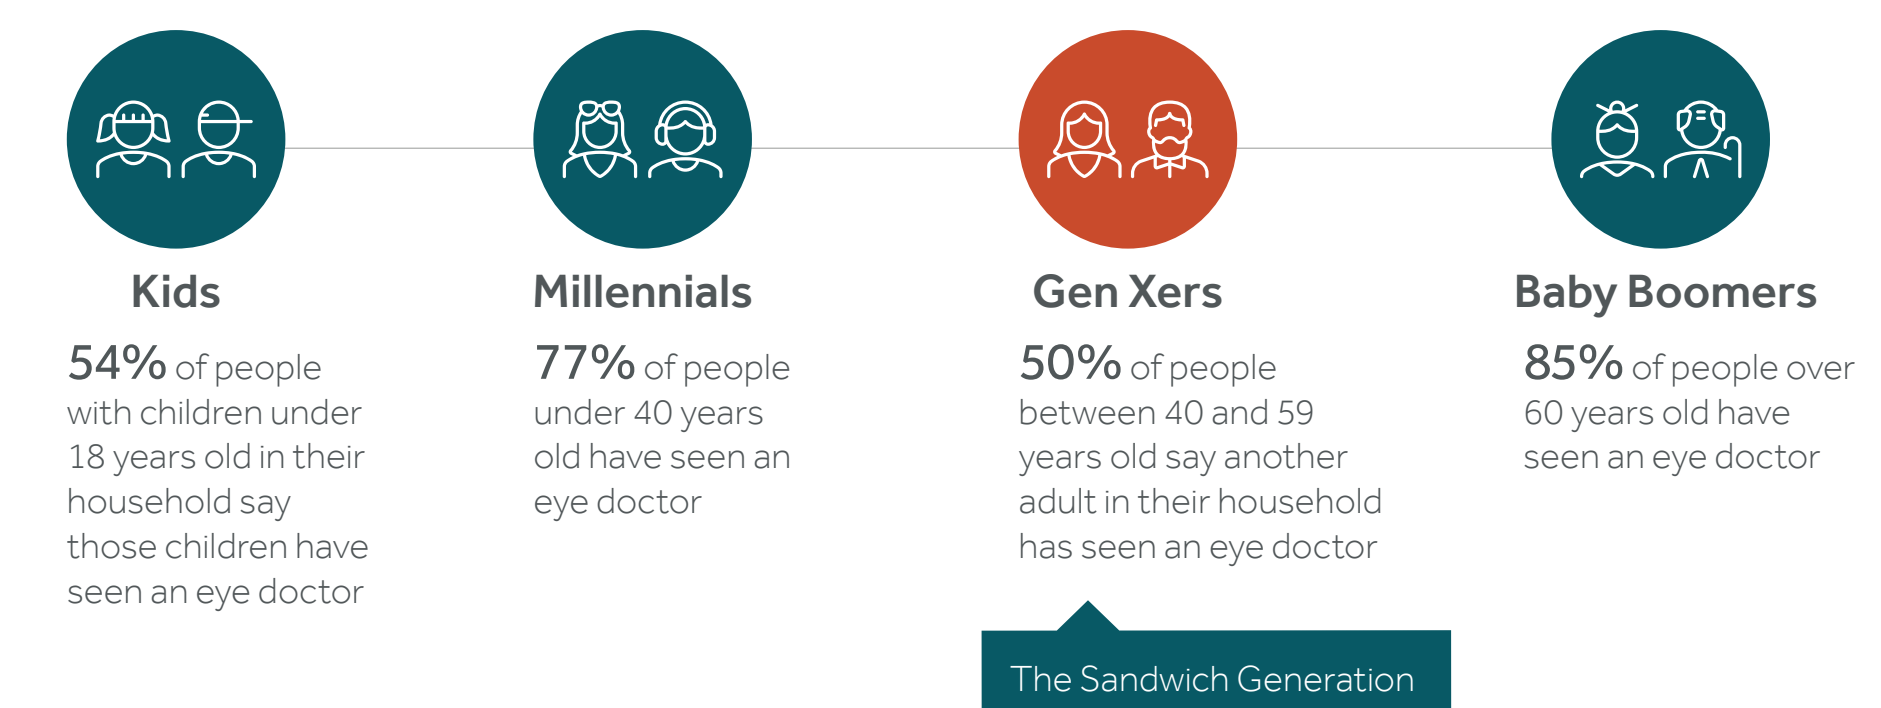 Kids
54% of people
with children under
18 years old in their
household say
those children have
seen an eye doctor
Millennials
77% of people
under 40 years
old have seen an
eye doctor
Gen Xers
50% of people
between 40 and 59
years old say another
adult in their household
has seen an eye doctor
The Sandwich Generation
Baby Boomers
85% of people over
60 years old have
seen an eye doctor